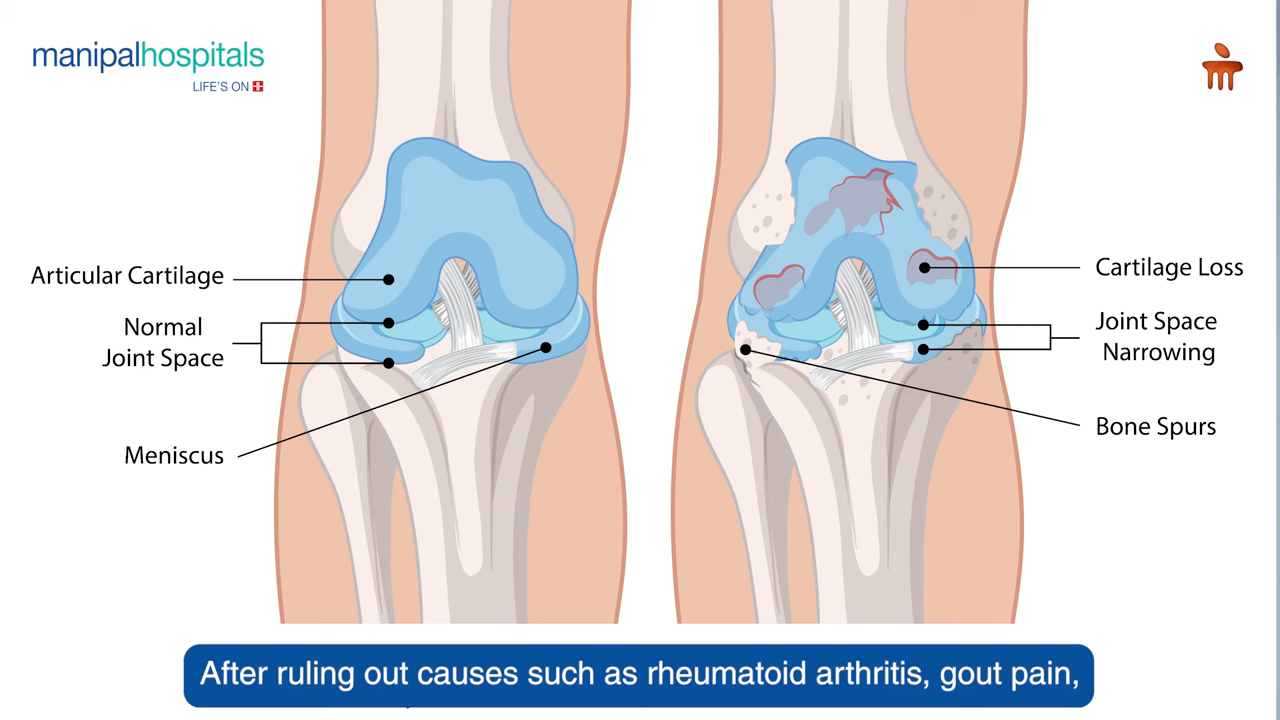 manipalhospitals
LIFE'S ON
Articular Cartilage
Normal
Joint Space
Meniscus
Cartilage Loss
Joint Space
Narrowing
Bone Spurs
After ruling out causes such as rheumatoid arthritis, gout pain,